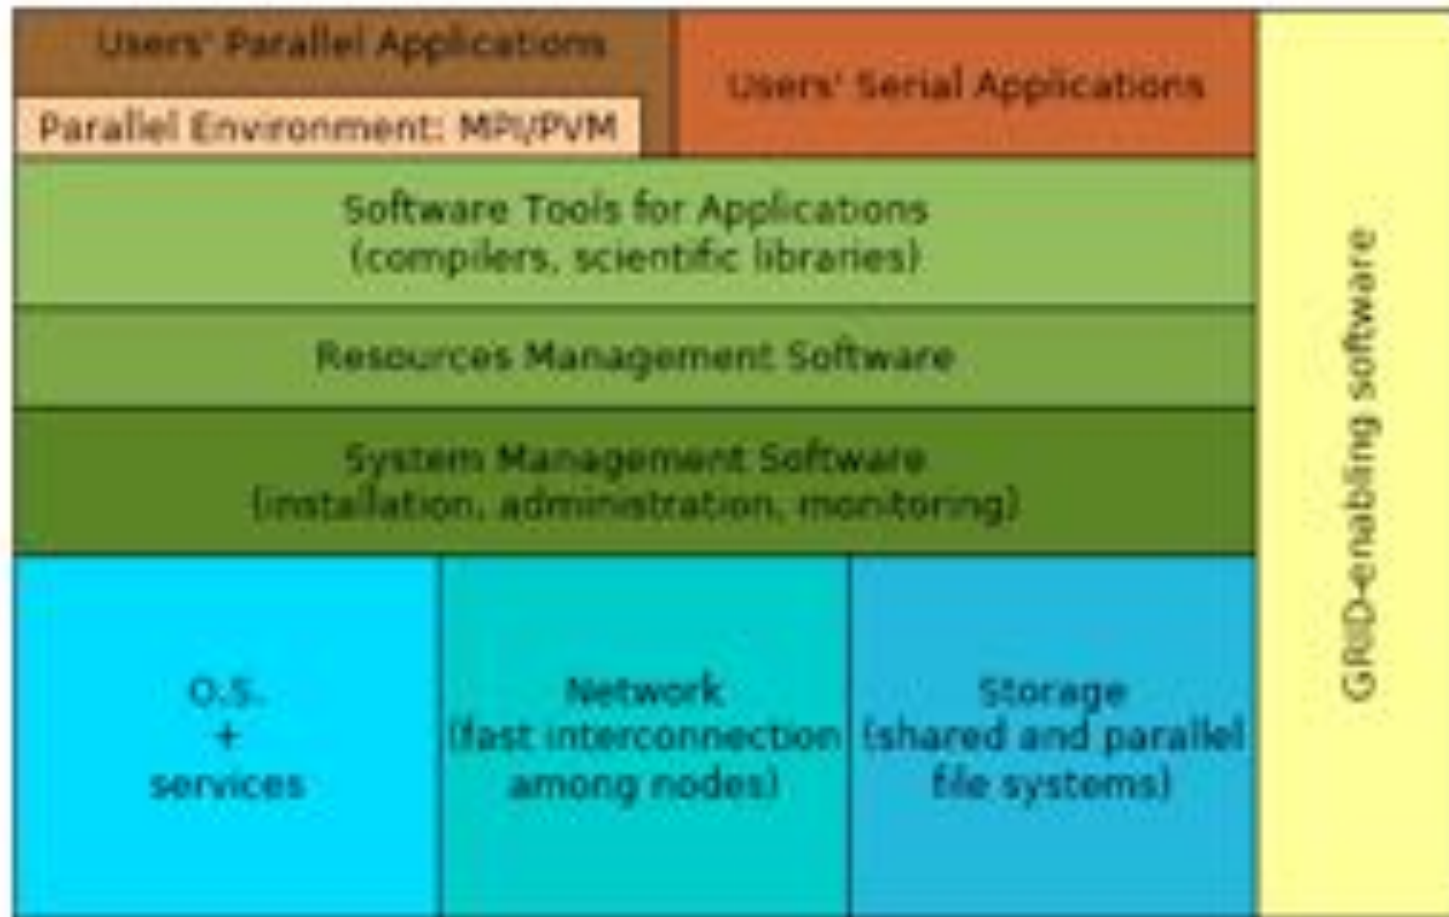 Users' Parallel Applications
Parallel Environment: MPI/PVM
Users' Serial Applications
Software Tools for Applications
(compilers, scientific libraries)
Resources Management Software
System Management Software
(installation, administration, monitoring)
O.S.
+
services
Network
(fast interconnection
among nodes)
Storage
(shared and parallel
file systems)
GRID-enabling software